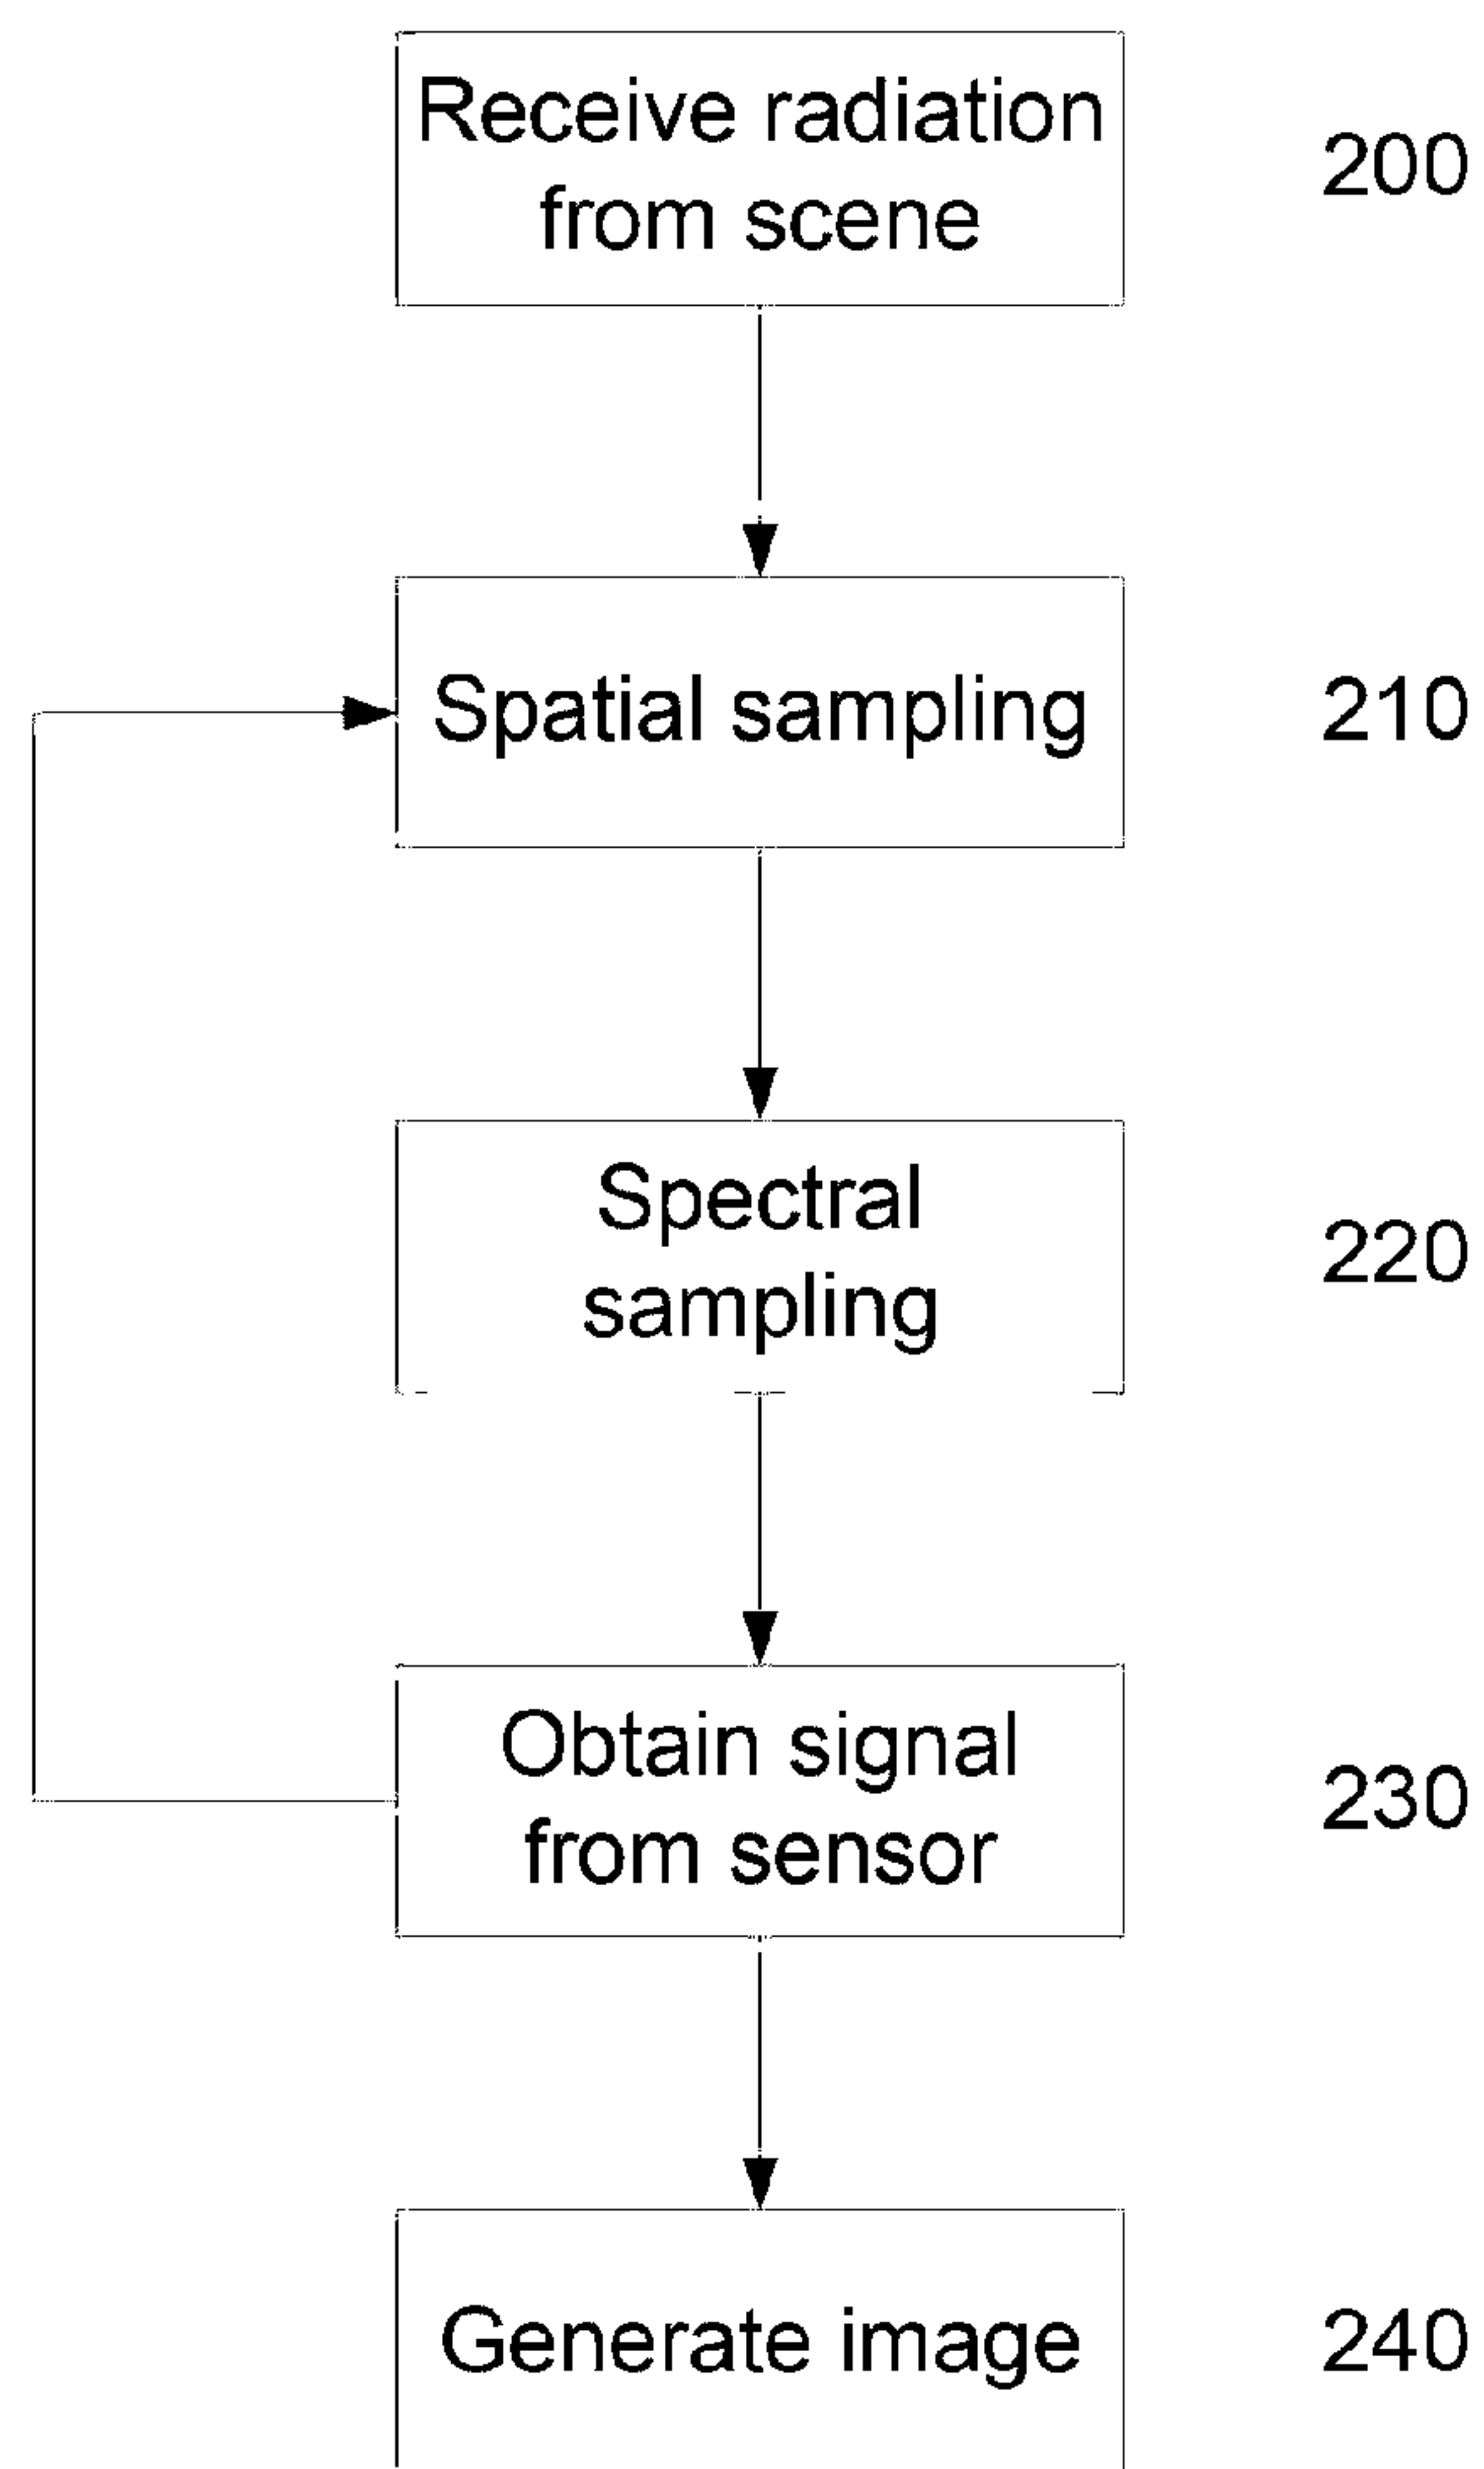 Receive radiation
from scene
200
Spatial sampling
210
Spectral
sampling
220
Obtain signal
from sensor
230
Generate image
240